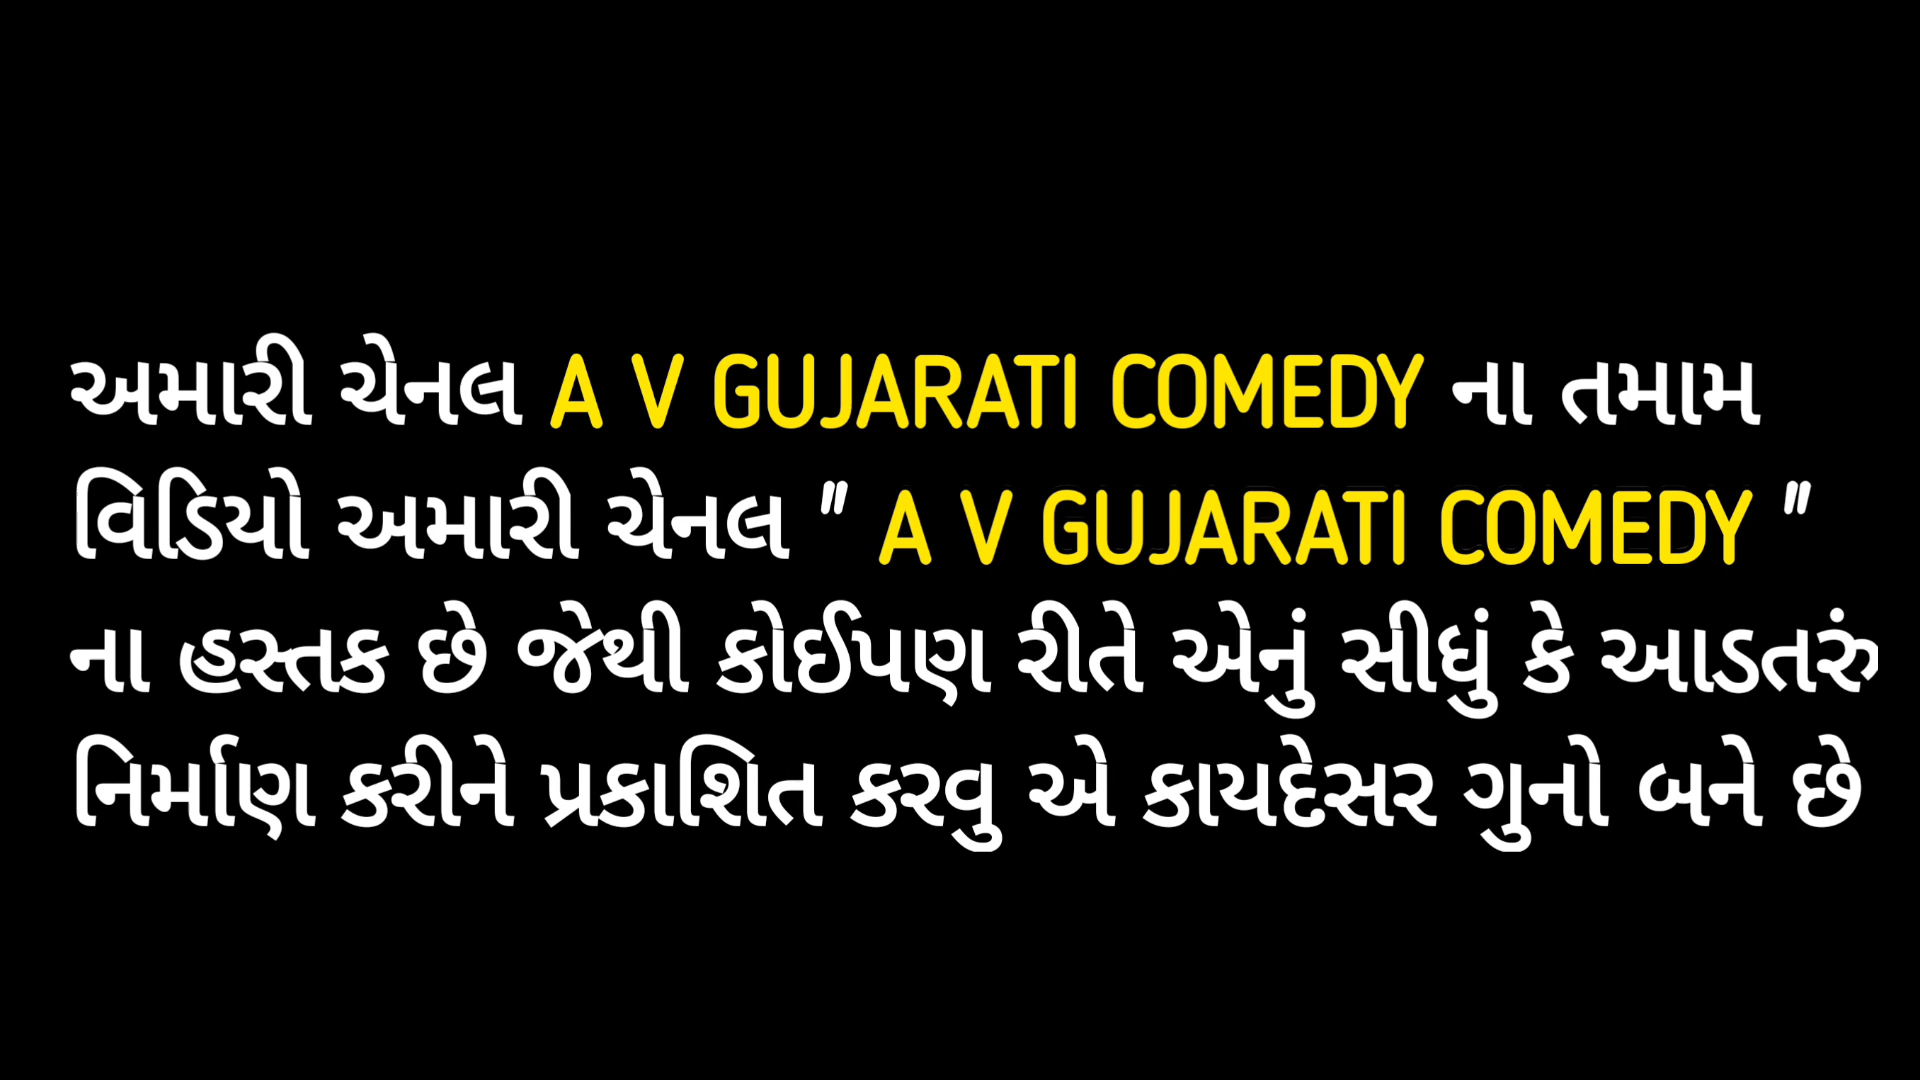 અમારી ચેનલ A V GUJARATI COMEDY ના તમામ
વિડિયો અમારી ચેનલ " A V GUJARATI COMEDY "
ના હસ્તક છે જેથી કોઈપણ રીતે એનું સીધું કે આડતરું
નિર્માણ કરીને પ્રકાશિત કરવુ એ કાયદેસર ગુનો બને છે